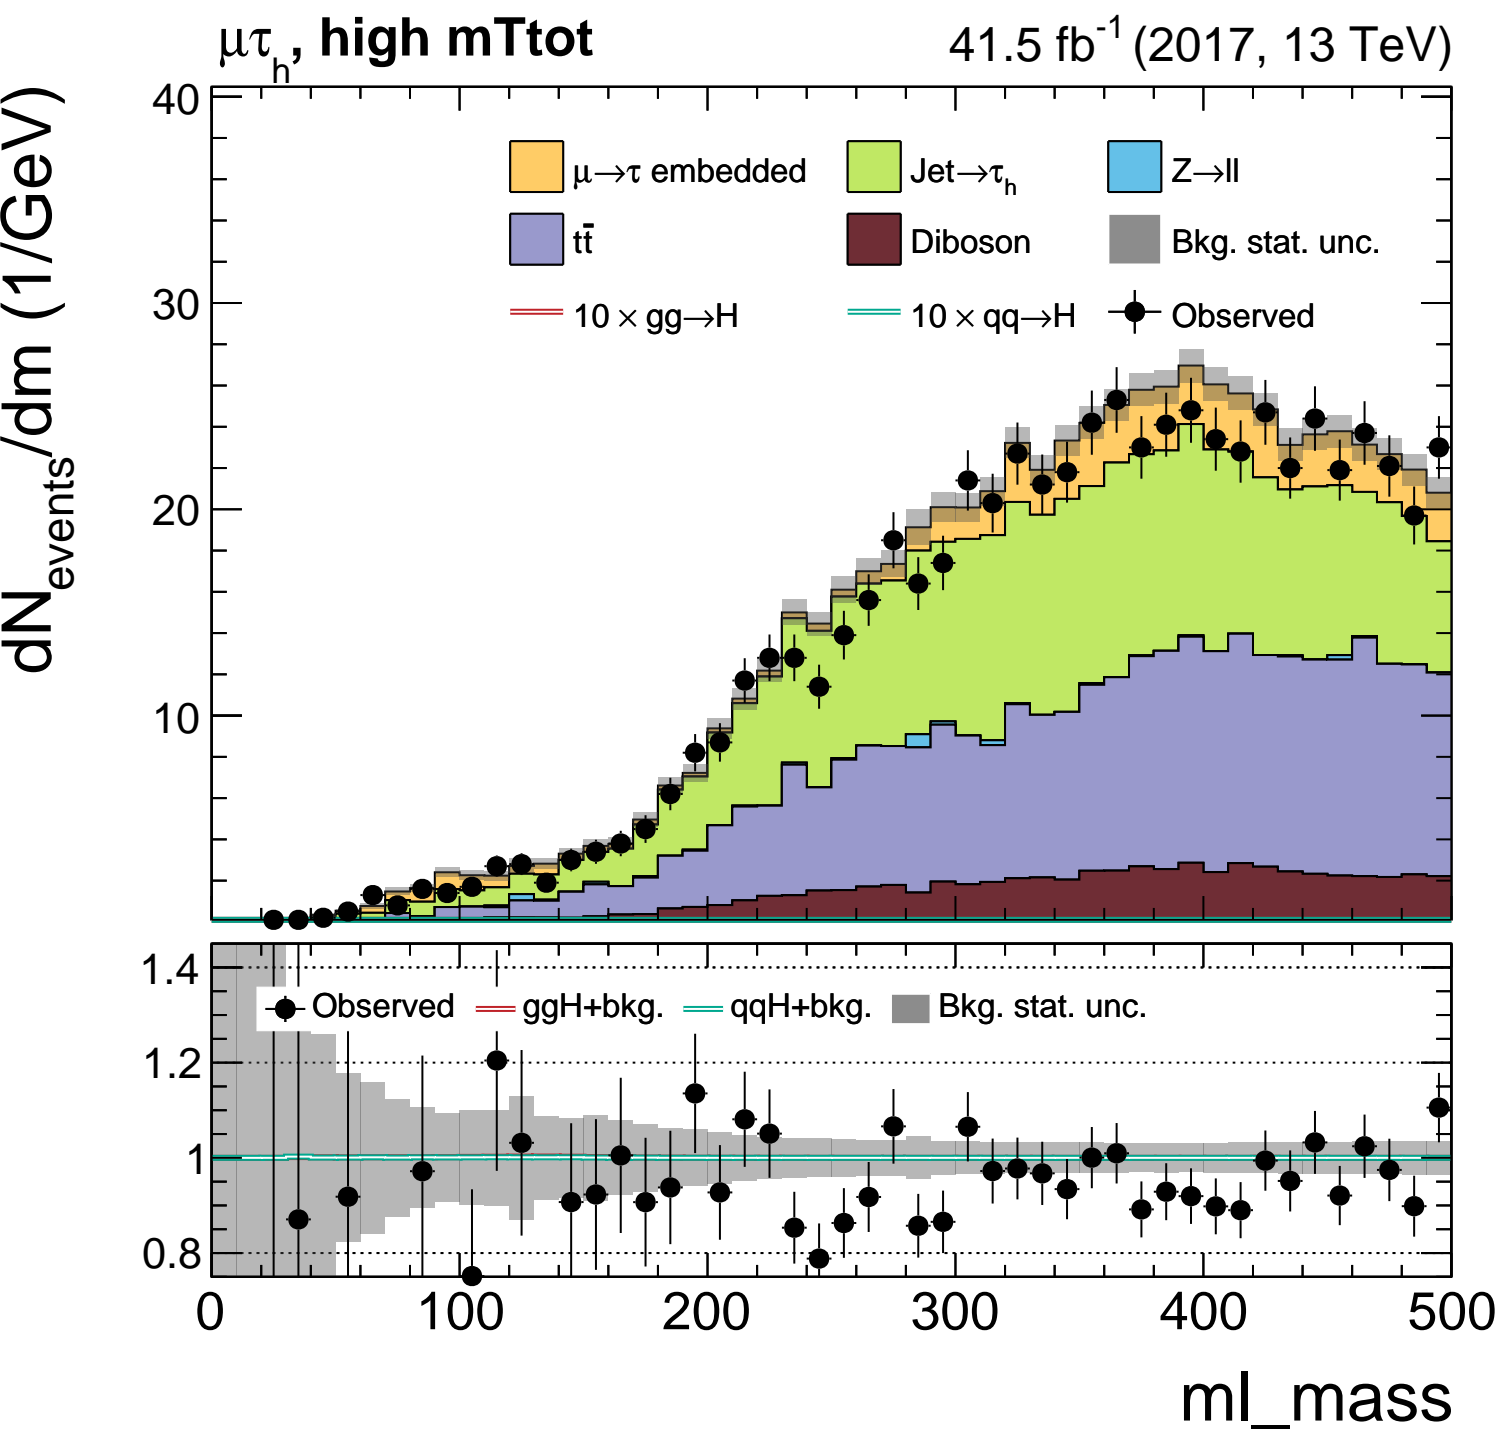 μτh, high mTtot
41.5 fb-1 (2017, 13 TeV)
dNevents/dm (1/GeV)
40
30
20
10
μ→τ embedded Jet→τh Z→ll
tt̄ Diboson Bkg. stat. unc.
10 × gg→H 10 × qq→H Observed
1.4
1.2
1
0.8
Observed ggH+bkg. qqH+bkg. Bkg. stat. unc.
0 100 200 300 400 500
ml_mass